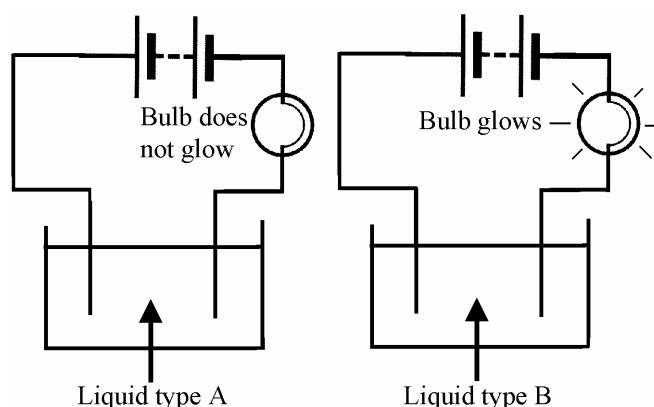 Bulb does
not glow
Bulb glows
Liquid type A
Liquid type B